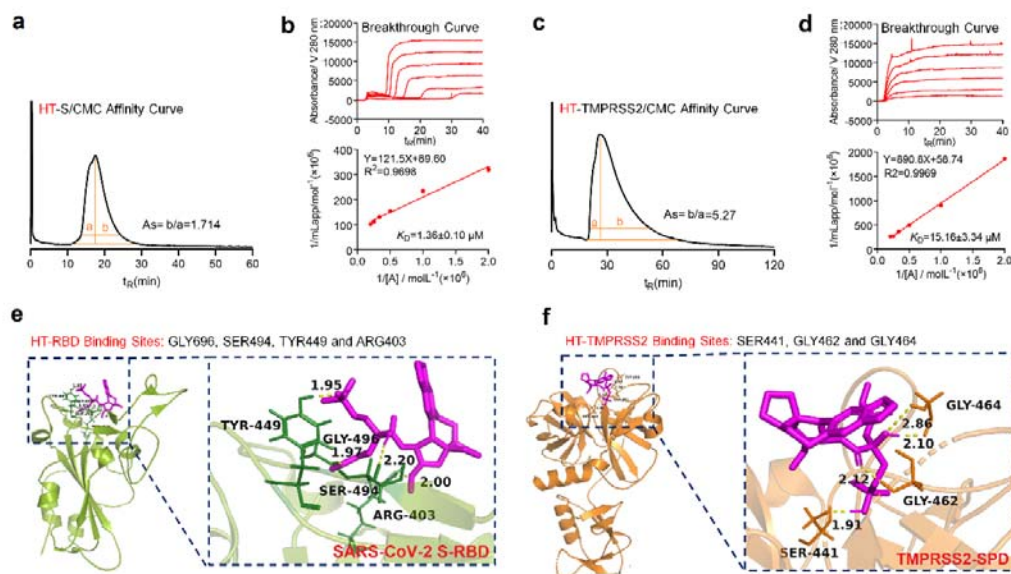 a
HT-S/CMC Affinity Curve
As= b/a=1.714
a
b
0
10
20
30
40
50
60
tR(min)
b
Breakthrough Curve
Absorbance/ V 280 nm
20000
15000
10000
5000
0
-5000
0
10
20
30
40
tR(min)
Y=121.5X+89.60
R2=0.9698
1/mLapp/mol-1(×106)
400
300
200
100
0
KD=1.36±0.10 μM
0.0
0.5
1.0
1.5
2.0
1/[A] / molL-1(×106)
c
HT-TMPRSS2/CMC Affinity Curve
As= b/a=5.27
a
b
0
30
60
90
120
tR(min)
d
Breakthrough Curve
Absorbance/ V 280 nm
20000
15000
10000
5000
0
-5000
0
10
20
30
40
tR(min)
Y=890.8X+58.74
R2=0.9969
1/mLapp/mol-1(×106)
2000
1500
1000
500
0
KD=15.16±3.34 μM
0.0
0.5
1.0
1.5
2.0
1/[A] / molL-1(×106)
e
HT-RBD Binding Sites: GLY696, SER494, TYR449 and ARG403
1.95
TYR-449
GLY-496
1.97
2.20
SER-494
2.00
ARG-403
SARS-CoV-2 S-RBD
f
HT-TMPRSS2 Binding Sites: SER441, GLY462 and GLY464
GLY-464
2.86
2.10
2.12
GLY-462
1.91
SER-441
TMPRSS2-SPD